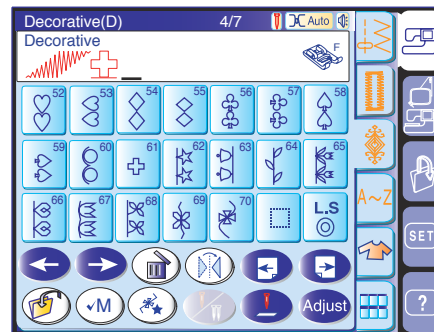 Decorative(D) 4/7 Auto
Decorative
F
52 53 54 55 56 57 58
59 60 61 62 63 64 65
66 67 68 69 70 L.S
A~Z
SET
✓M Adjust
?